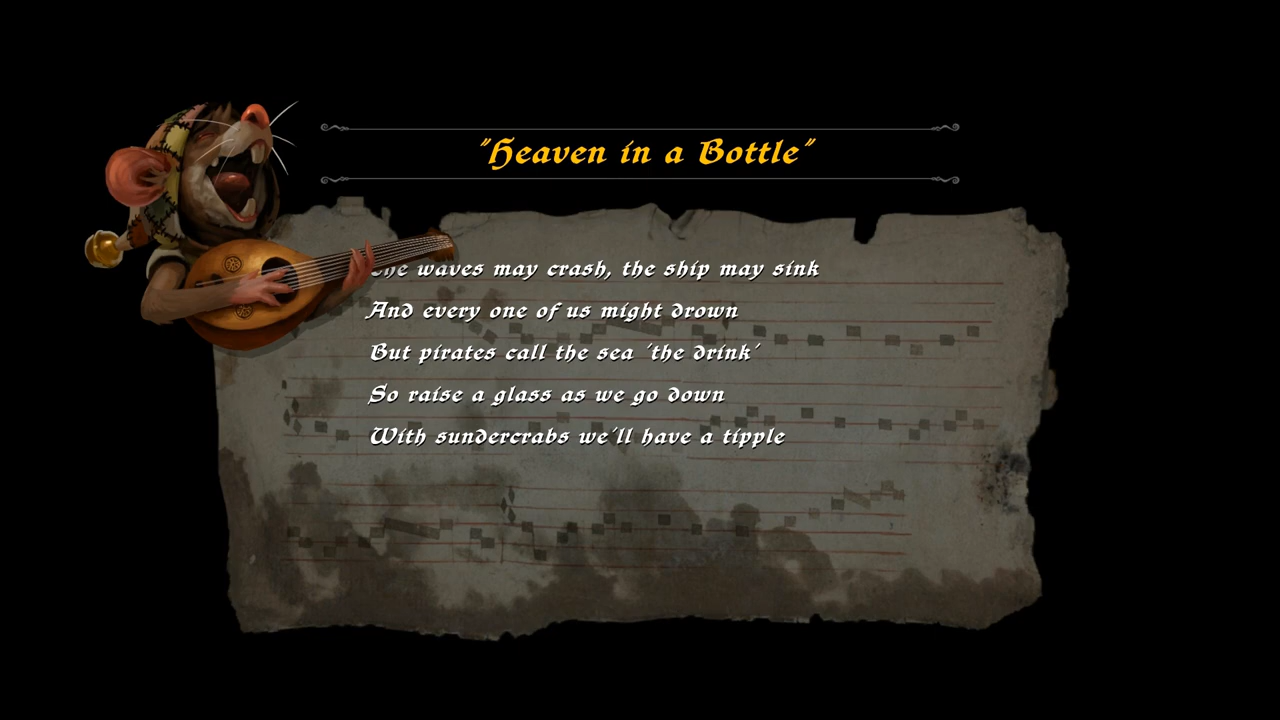 "Heaven in a Bottle"
The waves may crash, the ship may sink
And every one of us might drown
But pirates call the sea 'the drink'
So raise a glass as we go down
With sundercrabs we'll have a tipple